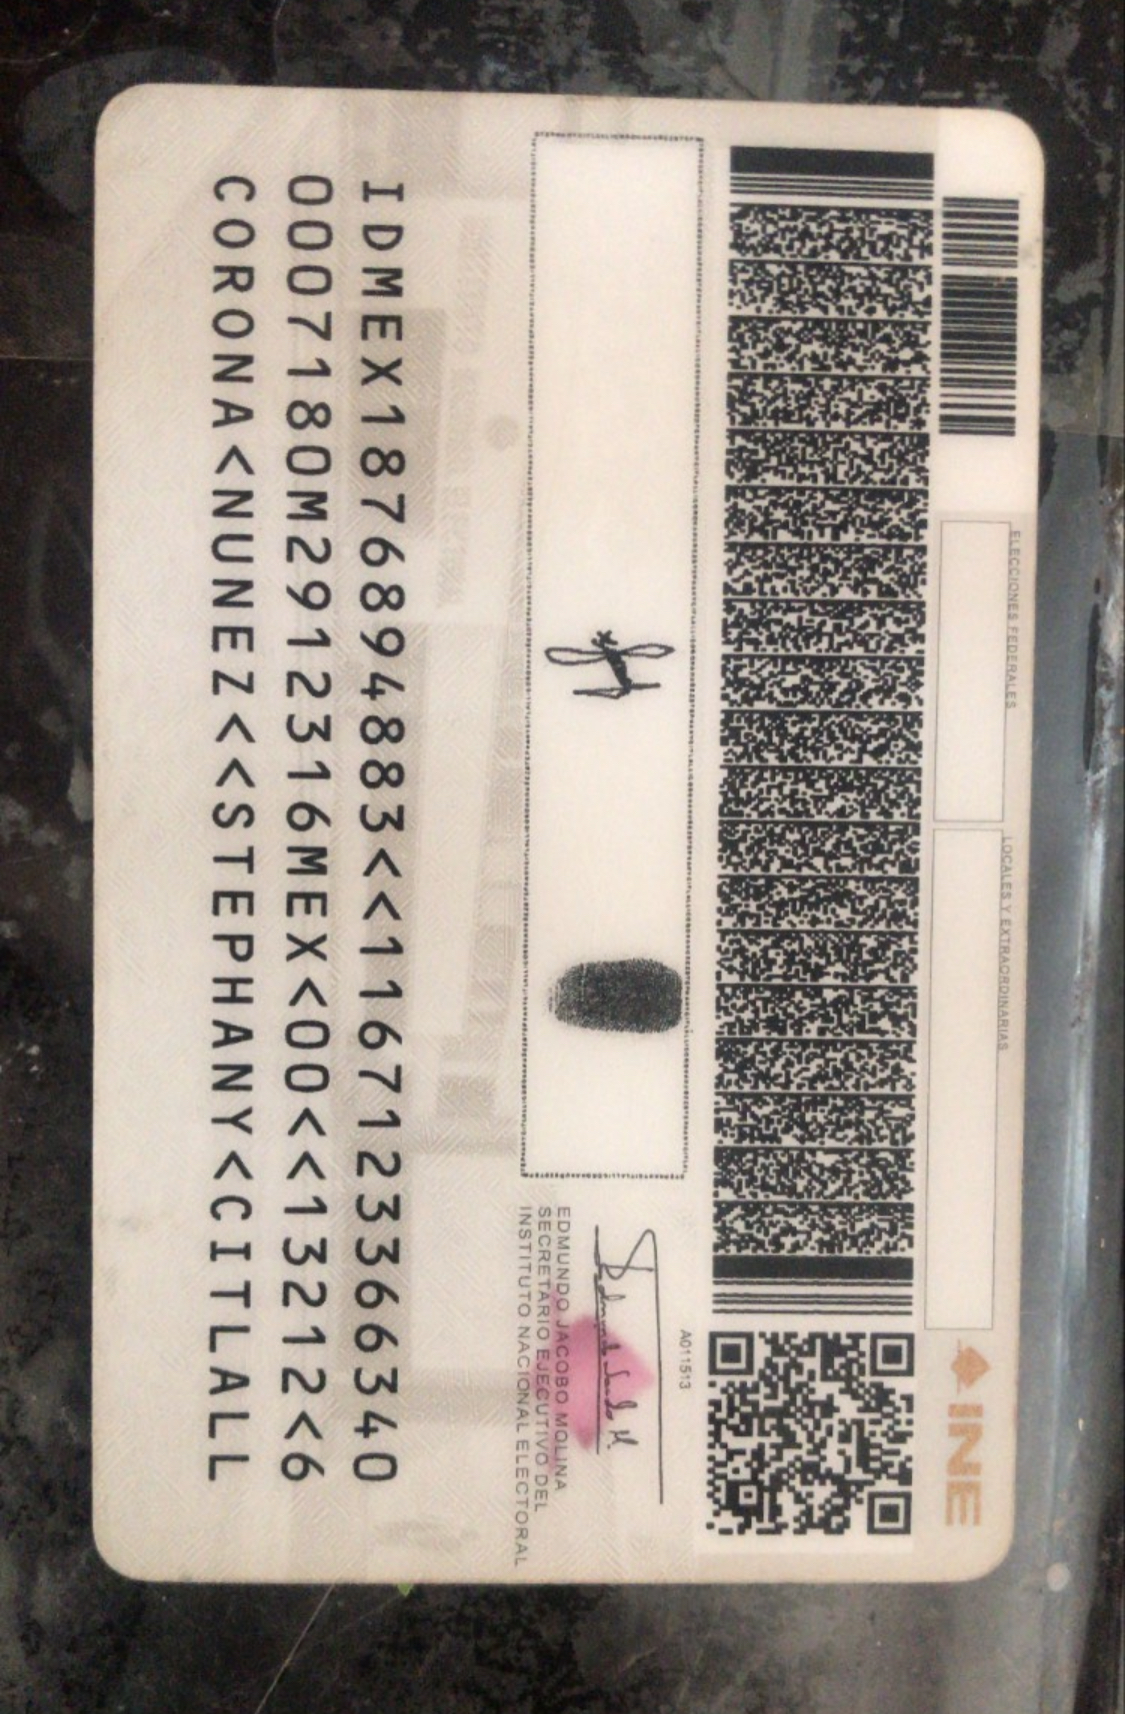 ELECCIONES FEDERALES
LOCALES Y EXTRAORDINARIAS
INE
A011513
EDMUNDO JACOBO MOLINA
SECRETARIO EJECUTIVO DEL
INSTITUTO NACIONAL ELECTORAL
IDMEX1876894883<<1167123366340
0007180M2912316MEX<00<<13212<6
CORONA<NUNEZ<<STEPHANY<CITLALL